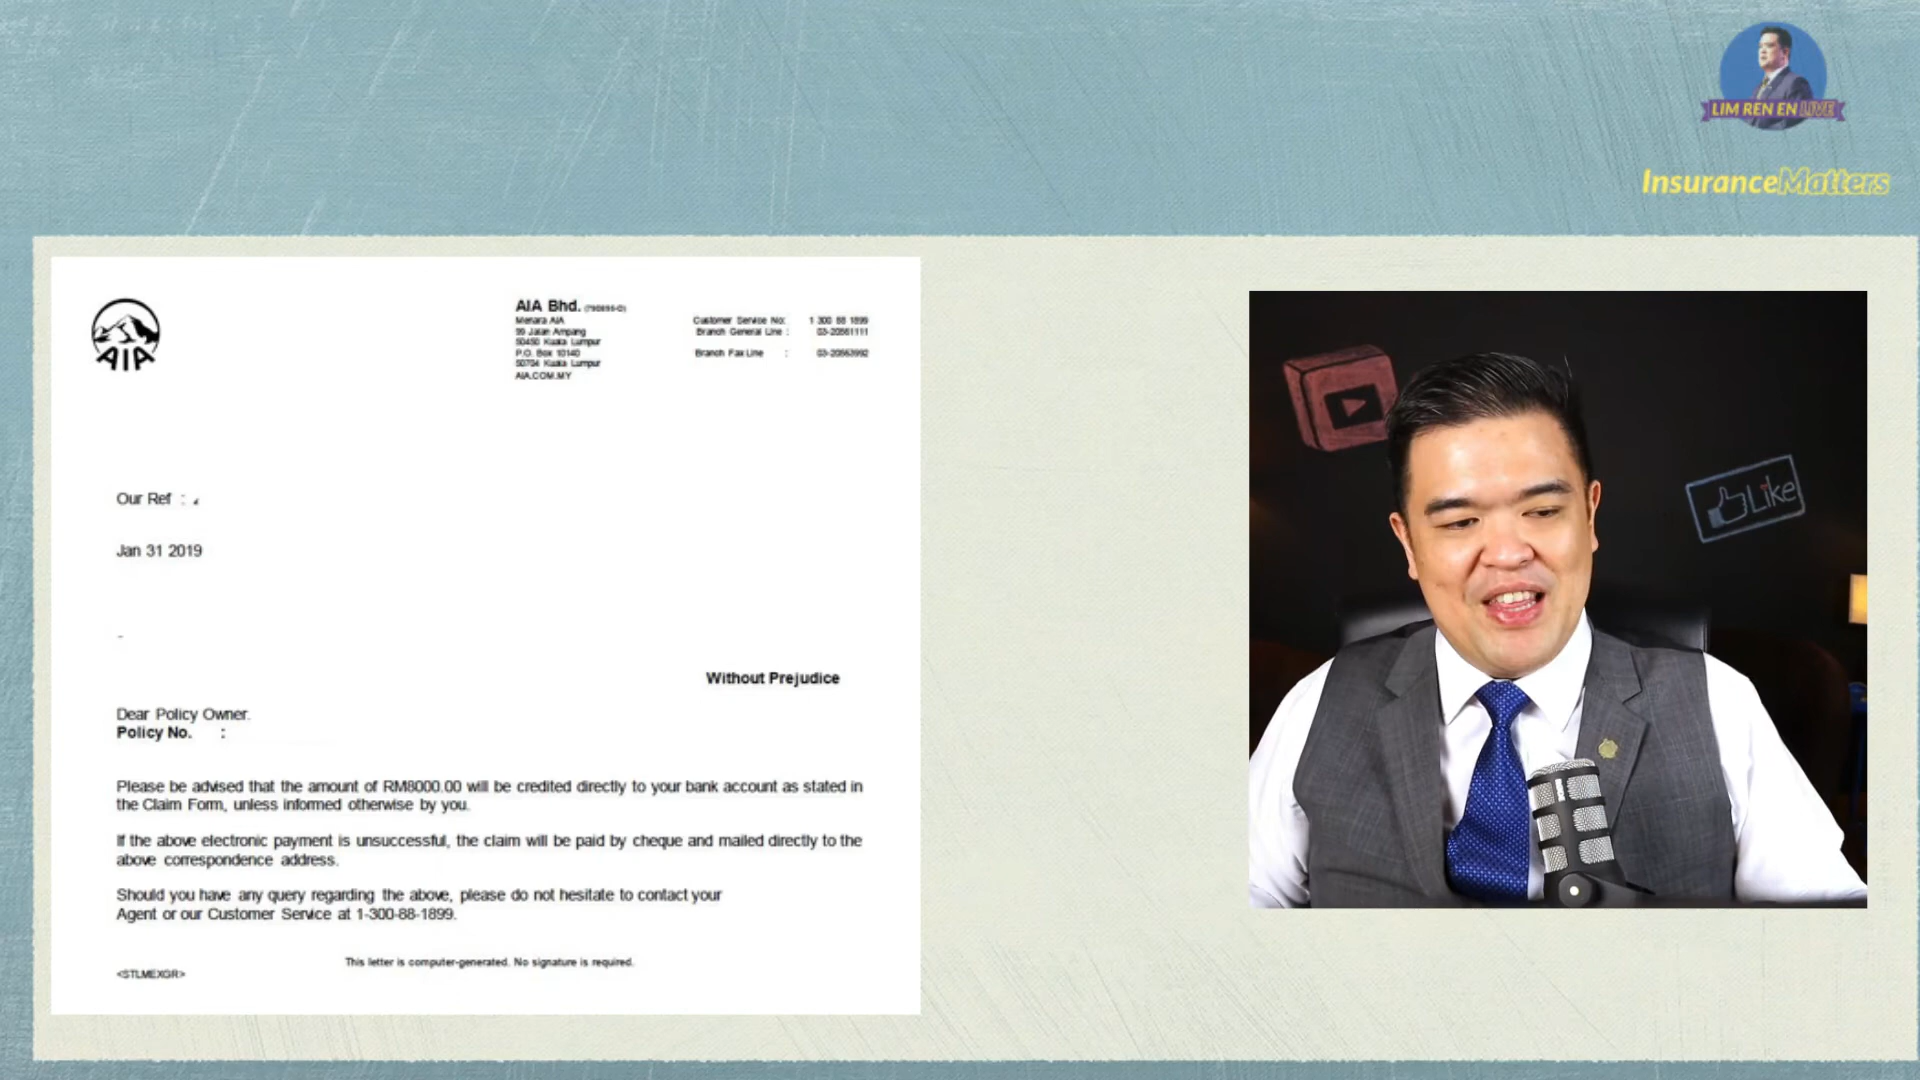 LIM REN EN LIVE
InsuranceMatters
AIA
AIA Bhd.
Menara AIA
99 Jalan Ampang
50450 Kuala Lumpur
P.O. Box 10140
50704 Kuala Lumpur
AIA.COM.MY
Customer Service No: 1 300 88 1899
Branch General Line : 03-20561111
Branch Fax Line : 03-20563992
Our Ref :
Jan 31 2019
-
Without Prejudice
Dear Policy Owner.
Policy No. :
Please be advised that the amount of RM8000.00 will be credited directly to your bank account as stated in
the Claim Form, unless informed otherwise by you.
If the above electronic payment is unsuccessful, the claim will be paid by cheque and mailed directly to the
above correspondence address.
Should you have any query regarding the above, please do not hesitate to contact your
Agent or our Customer Service at 1-300-88-1899.
This letter is computer-generated. No signature is required.
<STLMEXGR>
Like